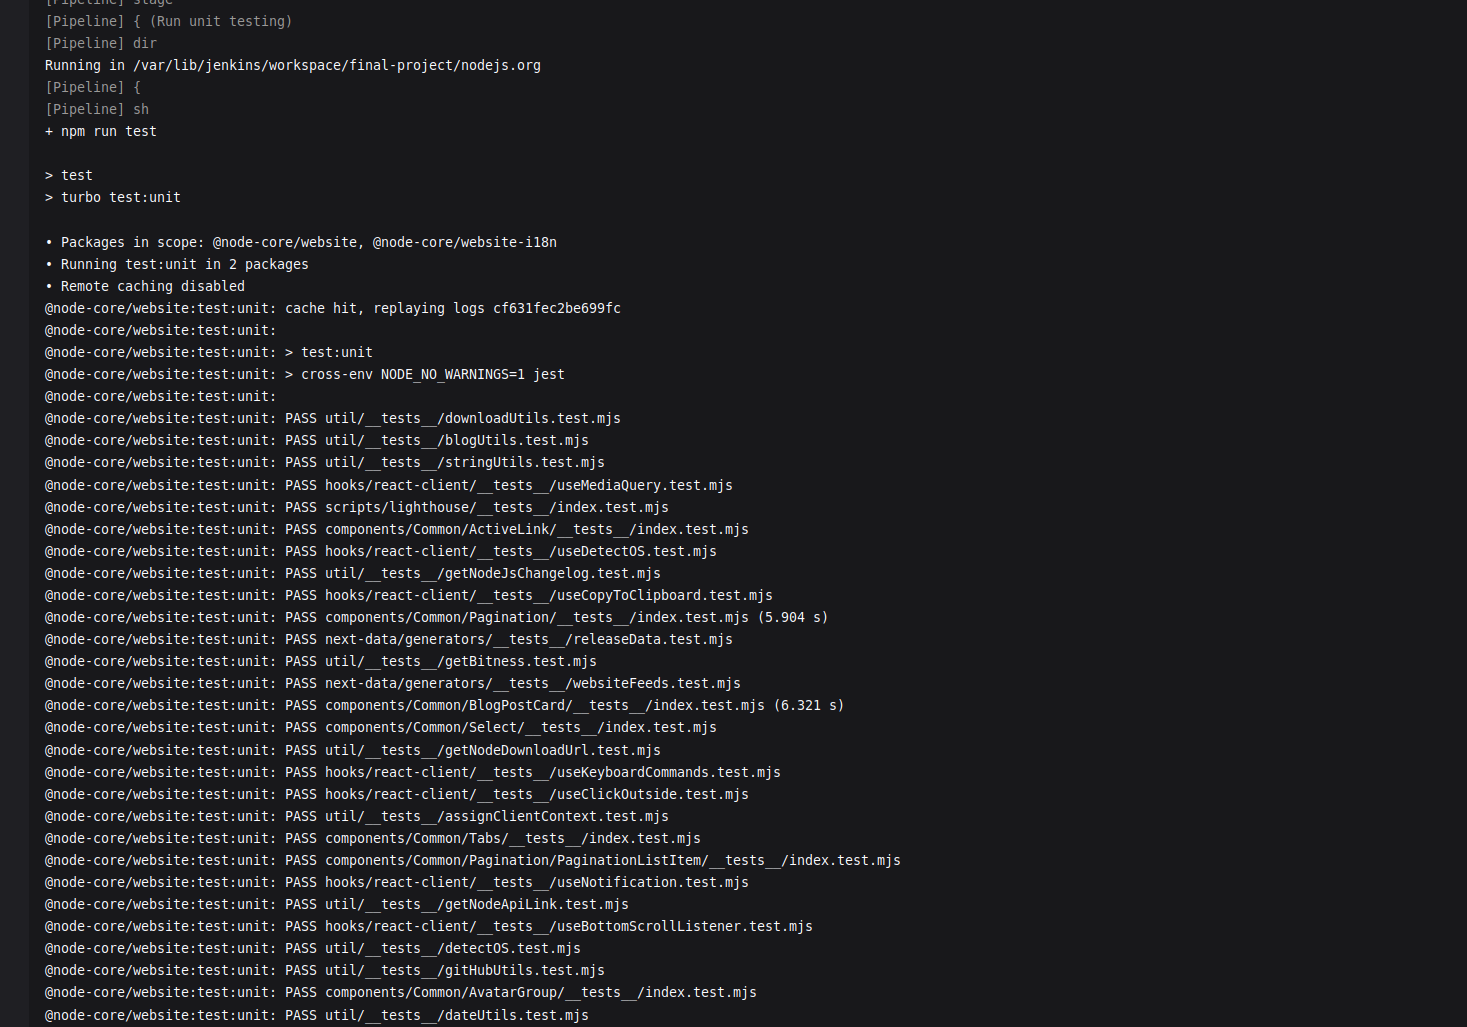 [Pipeline] stage
[Pipeline] { (Run unit testing)
[Pipeline] dir
Running in /var/lib/jenkins/workspace/final-project/nodejs.org
[Pipeline] {
[Pipeline] sh
+ npm run test
> test
> turbo test:unit
• Packages in scope: @node-core/website, @node-core/website-i18n
• Running test:unit in 2 packages
• Remote caching disabled
@node-core/website:test:unit: cache hit, replaying logs cf631fec2be699fc
@node-core/website:test:unit:
@node-core/website:test:unit: > test:unit
@node-core/website:test:unit: > cross-env NODE_NO_WARNINGS=1 jest
@node-core/website:test:unit:
@node-core/website:test:unit: PASS util/__tests__/downloadUtils.test.mjs
@node-core/website:test:unit: PASS util/__tests__/blogUtils.test.mjs
@node-core/website:test:unit: PASS util/__tests__/stringUtils.test.mjs
@node-core/website:test:unit: PASS hooks/react-client/__tests__/useMediaQuery.test.mjs
@node-core/website:test:unit: PASS scripts/lighthouse/__tests__/index.test.mjs
@node-core/website:test:unit: PASS components/Common/ActiveLink/__tests__/index.test.mjs
@node-core/website:test:unit: PASS hooks/react-client/__tests__/useDetectOS.test.mjs
@node-core/website:test:unit: PASS util/__tests__/getNodeJsChangelog.test.mjs
@node-core/website:test:unit: PASS hooks/react-client/__tests__/useCopyToClipboard.test.mjs
@node-core/website:test:unit: PASS components/Common/Pagination/__tests__/index.test.mjs (5.904 s)
@node-core/website:test:unit: PASS next-data/generators/__tests__/releaseData.test.mjs
@node-core/website:test:unit: PASS util/__tests__/getBitness.test.mjs
@node-core/website:test:unit: PASS next-data/generators/__tests__/websiteFeeds.test.mjs
@node-core/website:test:unit: PASS components/Common/BlogPostCard/__tests__/index.test.mjs (6.321 s)
@node-core/website:test:unit: PASS components/Common/Select/__tests__/index.test.mjs
@node-core/website:test:unit: PASS util/__tests__/getNodeDownloadUrl.test.mjs
@node-core/website:test:unit: PASS hooks/react-client/__tests__/useKeyboardCommands.test.mjs
@node-core/website:test:unit: PASS hooks/react-client/__tests__/useClickOutside.test.mjs
@node-core/website:test:unit: PASS util/__tests__/assignClientContext.test.mjs
@node-core/website:test:unit: PASS components/Common/Tabs/__tests__/index.test.mjs
@node-core/website:test:unit: PASS components/Common/Pagination/PaginationListItem/__tests__/index.test.mjs
@node-core/website:test:unit: PASS hooks/react-client/__tests__/useNotification.test.mjs
@node-core/website:test:unit: PASS util/__tests__/getNodeApiLink.test.mjs
@node-core/website:test:unit: PASS hooks/react-client/__tests__/useBottomScrollListener.test.mjs
@node-core/website:test:unit: PASS util/__tests__/detectOS.test.mjs
@node-core/website:test:unit: PASS util/__tests__/gitHubUtils.test.mjs
@node-core/website:test:unit: PASS components/Common/AvatarGroup/__tests__/index.test.mjs
@node-core/website:test:unit: PASS util/__tests__/dateUtils.test.mjs